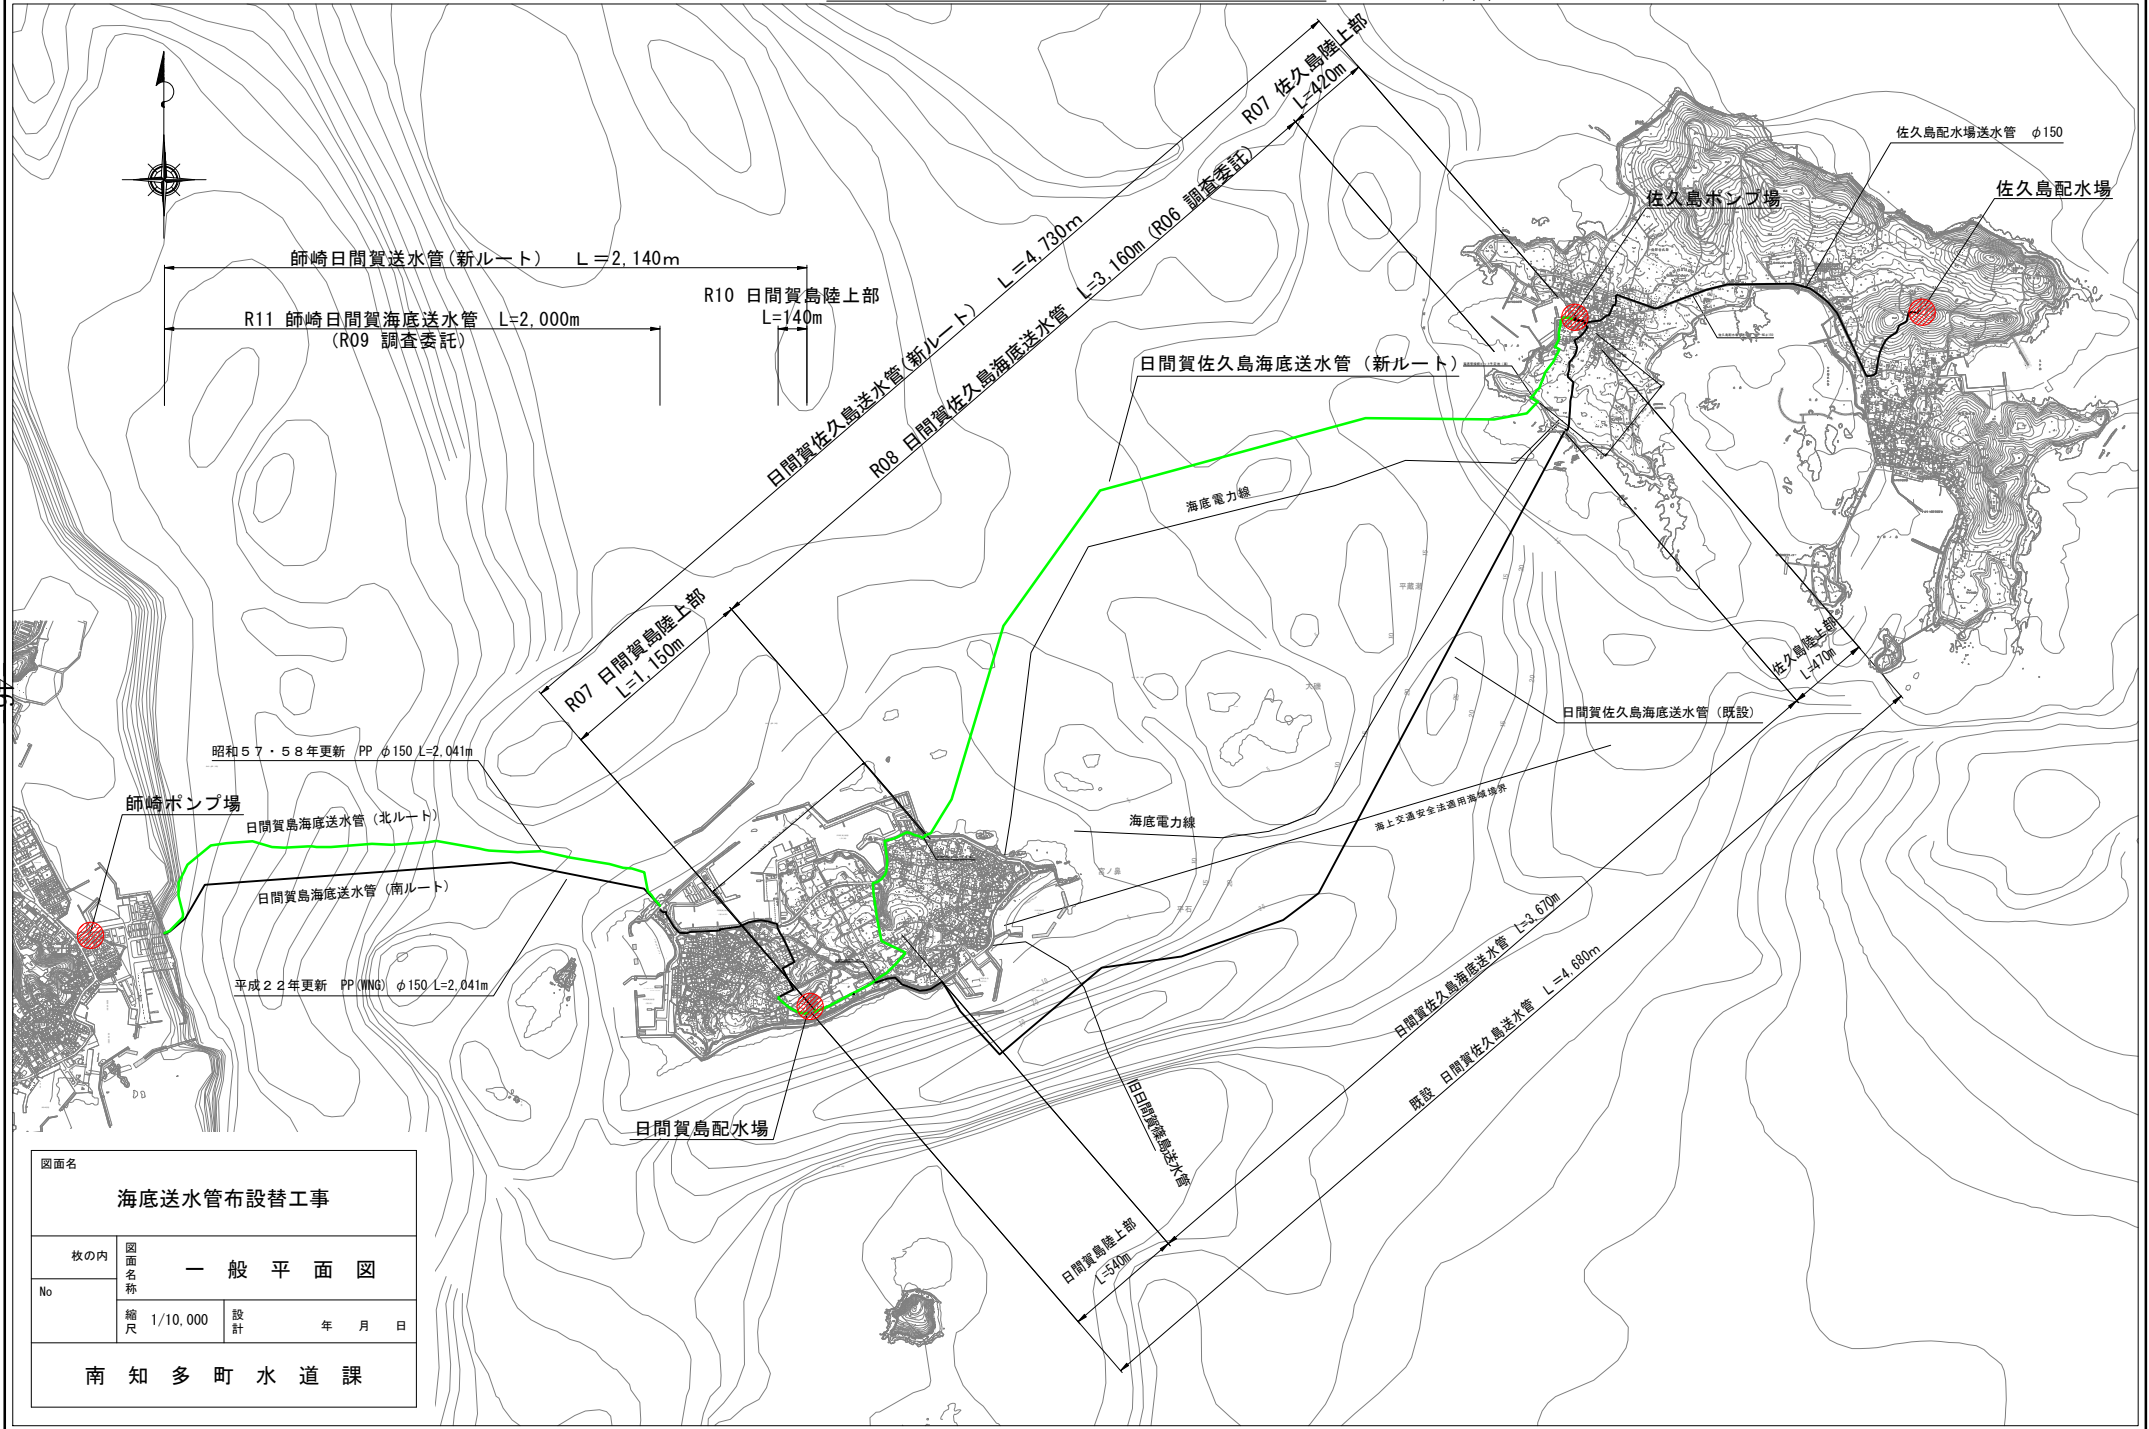 R07 佐久島陸上部
L=420m
佐久島配水場送水管 φ150
佐久島配水場
佐久島ポンプ場
師崎日間賀送水管(新ルート) L=2,140m
R10 日間賀島陸上部
L=140m
R11 師崎日間賀海底送水管 L=2,000m
(R09 調査委託)
日間賀佐久島送水管(新ルート) L=4,730m
R08 日間賀佐久島海底送水管 L=3,160m (R06 調査委託)
日間賀佐久島海底送水管 (新ルート)
海底電力線
平蔵瀬
R07 日間賀島陸上部
L=1,150m
大磯
佐久島陸上部
L=470m
日間賀佐久島海底送水管 (既設)
昭和57・58年更新 PP φ150 L=2,041m
師崎ポンプ場
日間賀島海底送水管 (北ルート)
海底電力線
海上交通安全法適用海域境界
日間賀島海底送水管 (南ルート)
平石
平成22年更新 PP(WNG) φ150 L=2,041m
日間賀佐久島海底送水管 L=3,670m
既設 日間賀佐久島送水管 L=4,680m
日間賀島配水場
旧日間賀篠島送水管
日間賀島陸上部
L=540m
図面名
海底送水管布設替工事
枚の内
図面名称
一般平面図
No
縮尺 1/10,000
設計 年 月 日
南知多町水道課